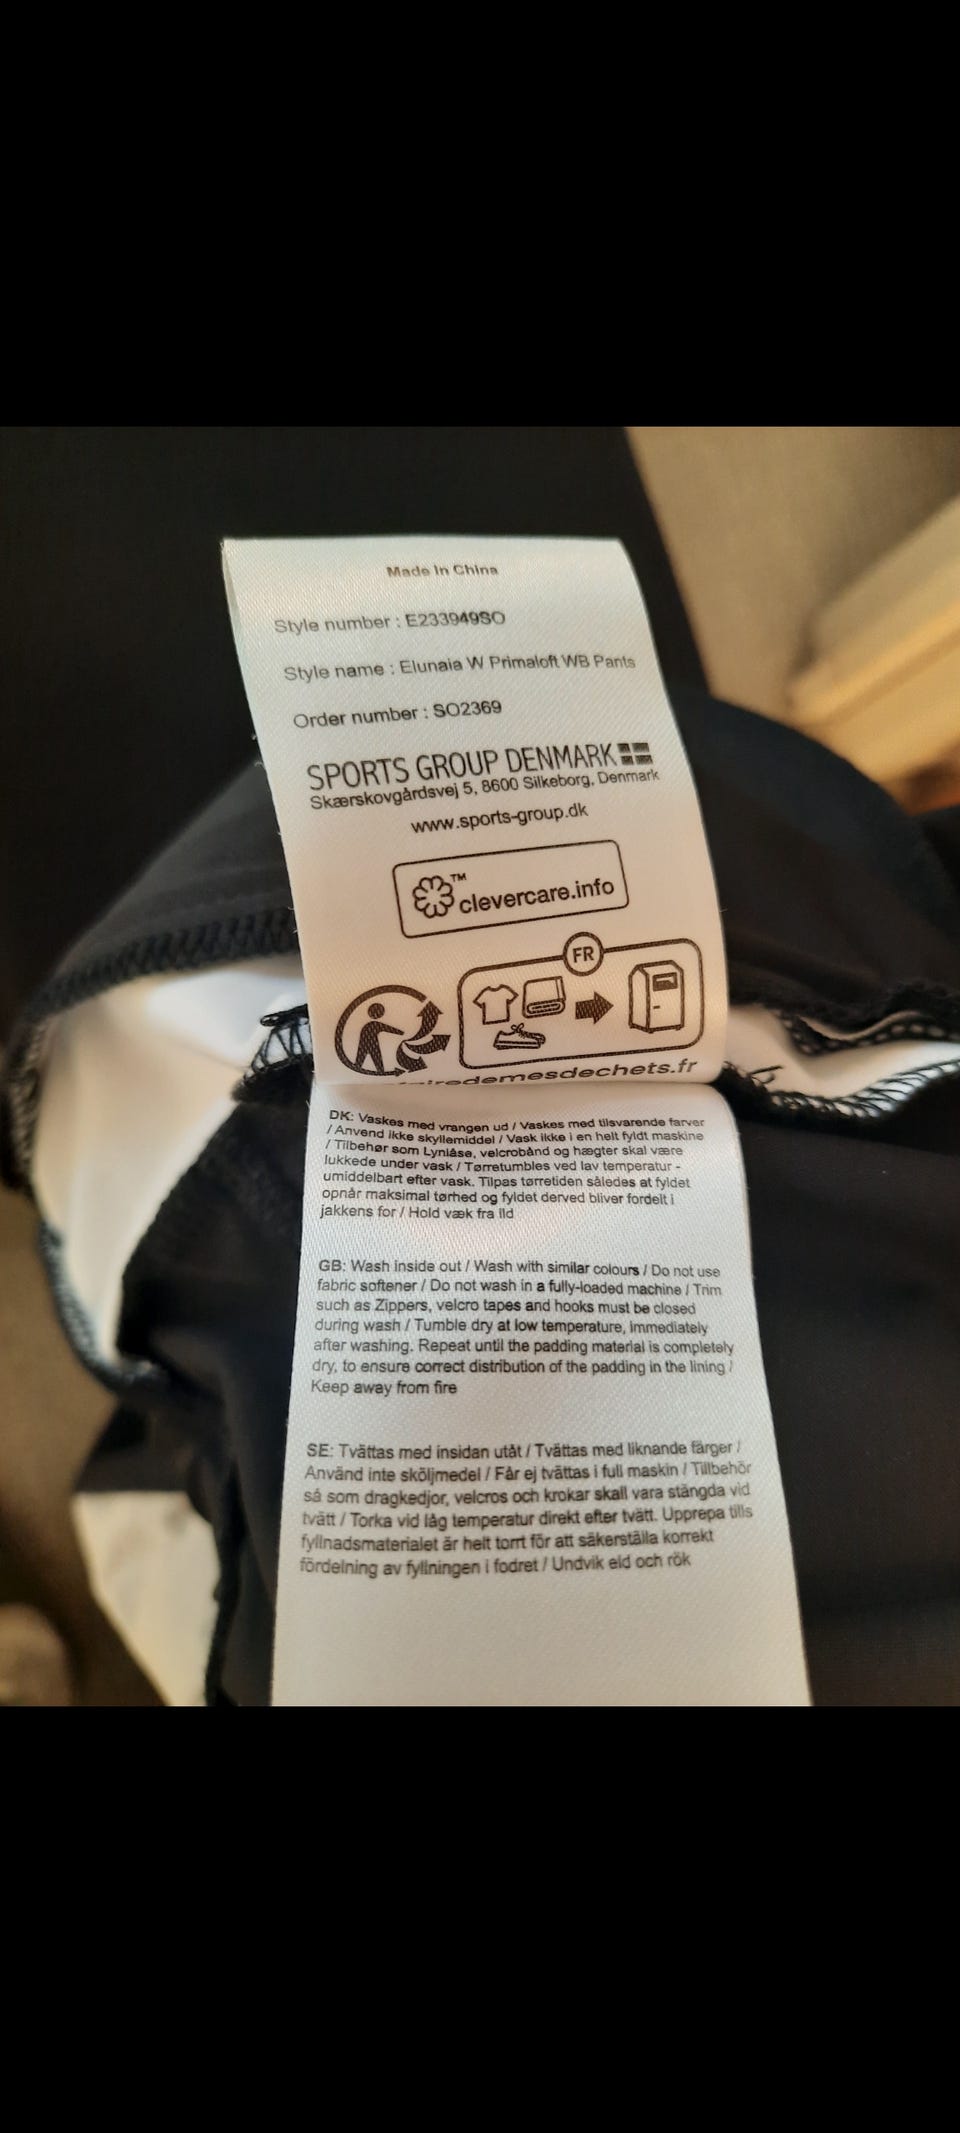 Made In China
Style number : E233949SO
Style name : Elunaia W Primaloft WB Pants
Order number : SO2369
SPORTS GROUP DENMARK
Skærskovgårdsvej 5, 8600 Silkeborg, Denmark
www.sports-group.dk
TM
clevercare.info
FR
iredemesdechets.fr
DK: Vaskes med vrangen ud / Vaskes med tilsvarende farver
/ Anvend ikke skyllemiddel / Vask ikke i en helt fyldt maskine
/ Tilbehør som Lynlåse, velcrobånd og hægter skal være
lukkede under vask / Tørretumbles ved lav temperatur -
umiddelbart efter vask. Tilpas tørretiden således at fyldet
opnår maksimal tørhed og fyldet derved bliver fordelt i
jakkens for / Hold væk fra ild
GB: Wash inside out / Wash with similar colours / Do not use
fabric softener / Do not wash in a fully-loaded machine / Trim
such as Zippers, velcro tapes and hooks must be closed
during wash / Tumble dry at low temperature, immediately
after washing. Repeat until the padding material is completely
dry, to ensure correct distribution of the padding in the lining /
Keep away from fire
SE: Tvättas med insidan utåt / Tvättas med liknande färger /
Använd inte sköljmedel / Får ej tvättas i full maskin / Tillbehör
så som dragkedjor, velcros och krokar skall vara stängda vid
tvätt / Torka vid låg temperatur direkt efter tvätt. Upprepa tills
fyllnadsmaterialet är helt torrt för att säkerställa korrekt
fördelning av fyllningen i fodret / Undvik eld och rök